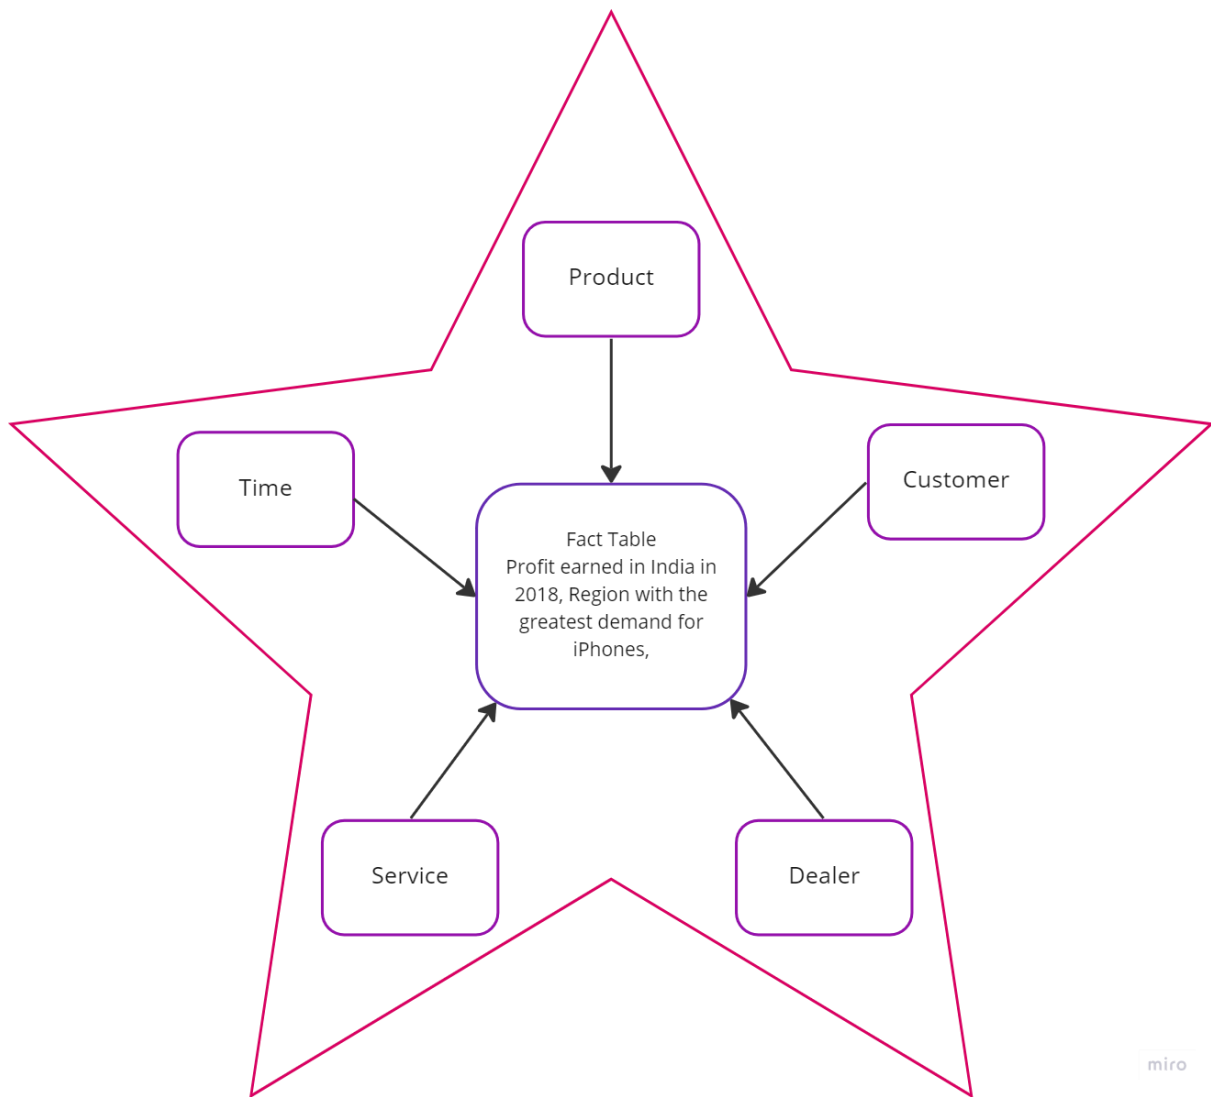 Product
Time
Customer
Fact Table
Profit earned in India in
2018, Region with the
greatest demand for
iPhones,
Service
Dealer
miro